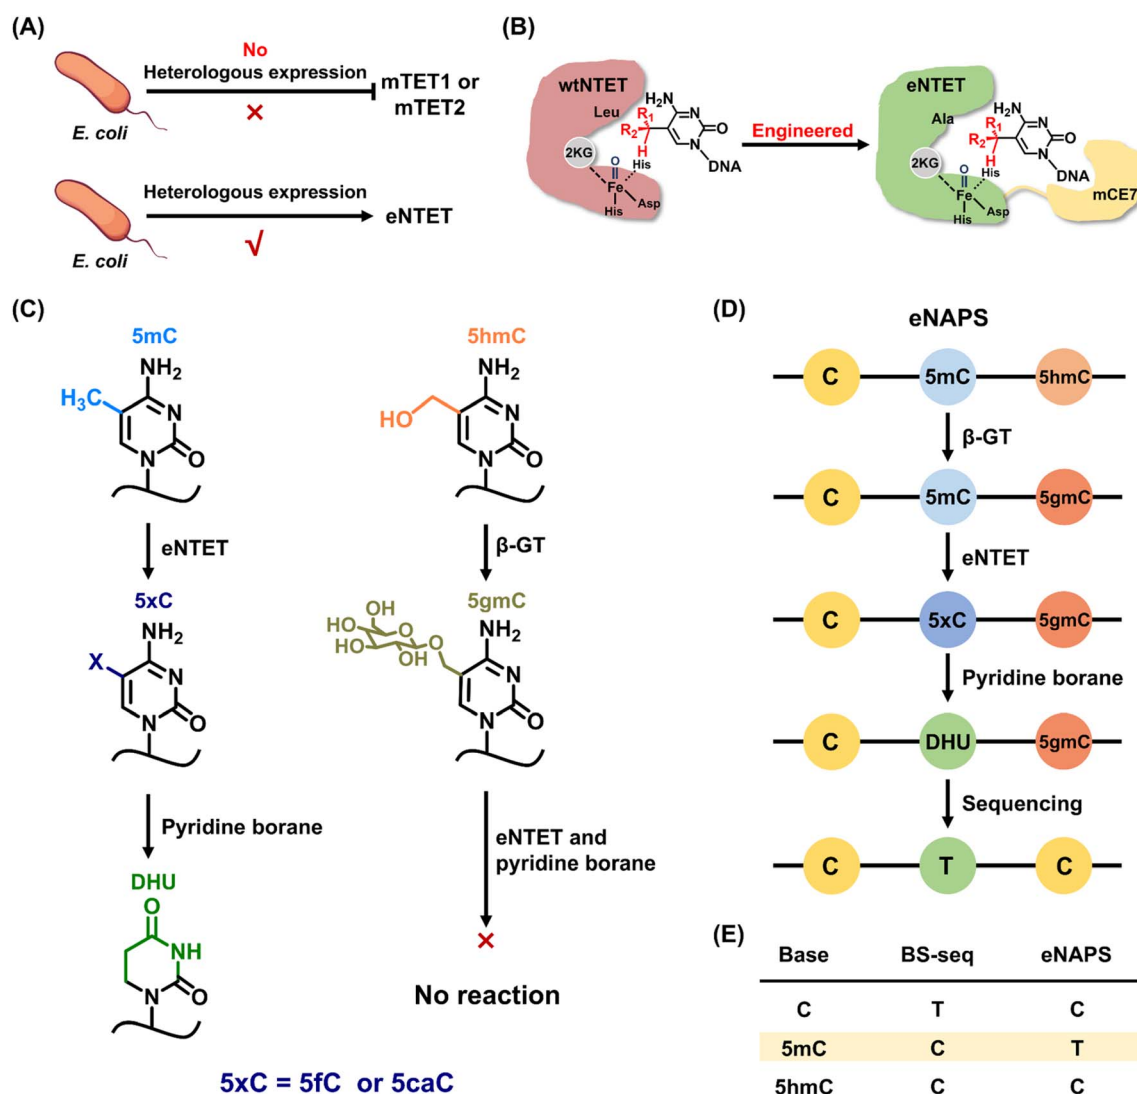 (A)
No
Heterologous expression
×
mTET1 or
mTET2
E. coli
Heterologous expression
√
eNTET
E. coli
(B)
wtNTET
Leu
2KG
O
Fe
His
His
Asp
NH2
H2N
R1
R2
H
N
O
N
DNA
Engineered
eNTET
Ala
2KG
O
Fe
His
His
Asp
H2N
R1
R2
H
N
O
N
DNA
mCE7
(C)
5mC
NH2
H3C
N
N
O
eNTET
5xC
NH2
X
N
N
O
Pyridine borane
DHU
O
NH
N
O
5hmC
NH2
HO
N
N
O
β-GT
5gmC
OH
HO
HO
O
OH
O
NH2
N
N
O
eNTET and
pyridine borane
×
No reaction
5xC = 5fC or 5caC
(D)
eNAPS
C 5mC 5hmC
β-GT
C 5mC 5gmC
eNTET
C 5xC 5gmC
Pyridine borane
C DHU 5gmC
Sequencing
C T C
(E)
Base BS-seq eNAPS
C T C
5mC C T
5hmC C C